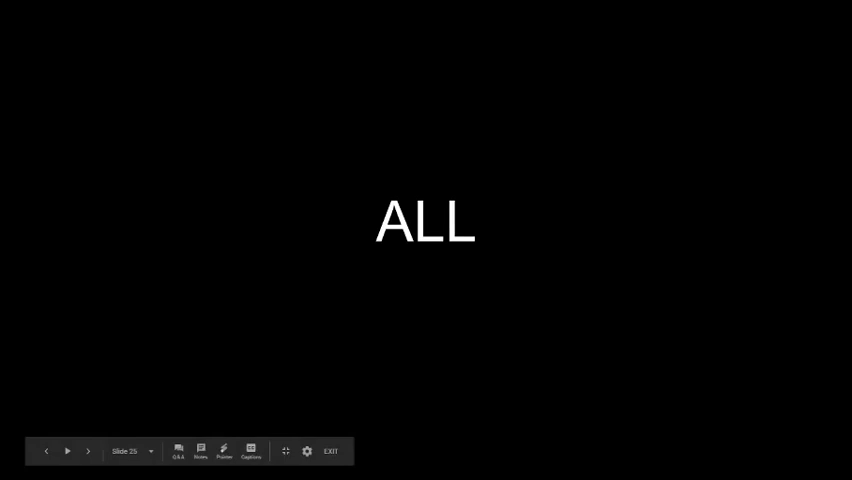 ALL
Slide 25
Q&A
Notes
Pointer
Captions
EXIT